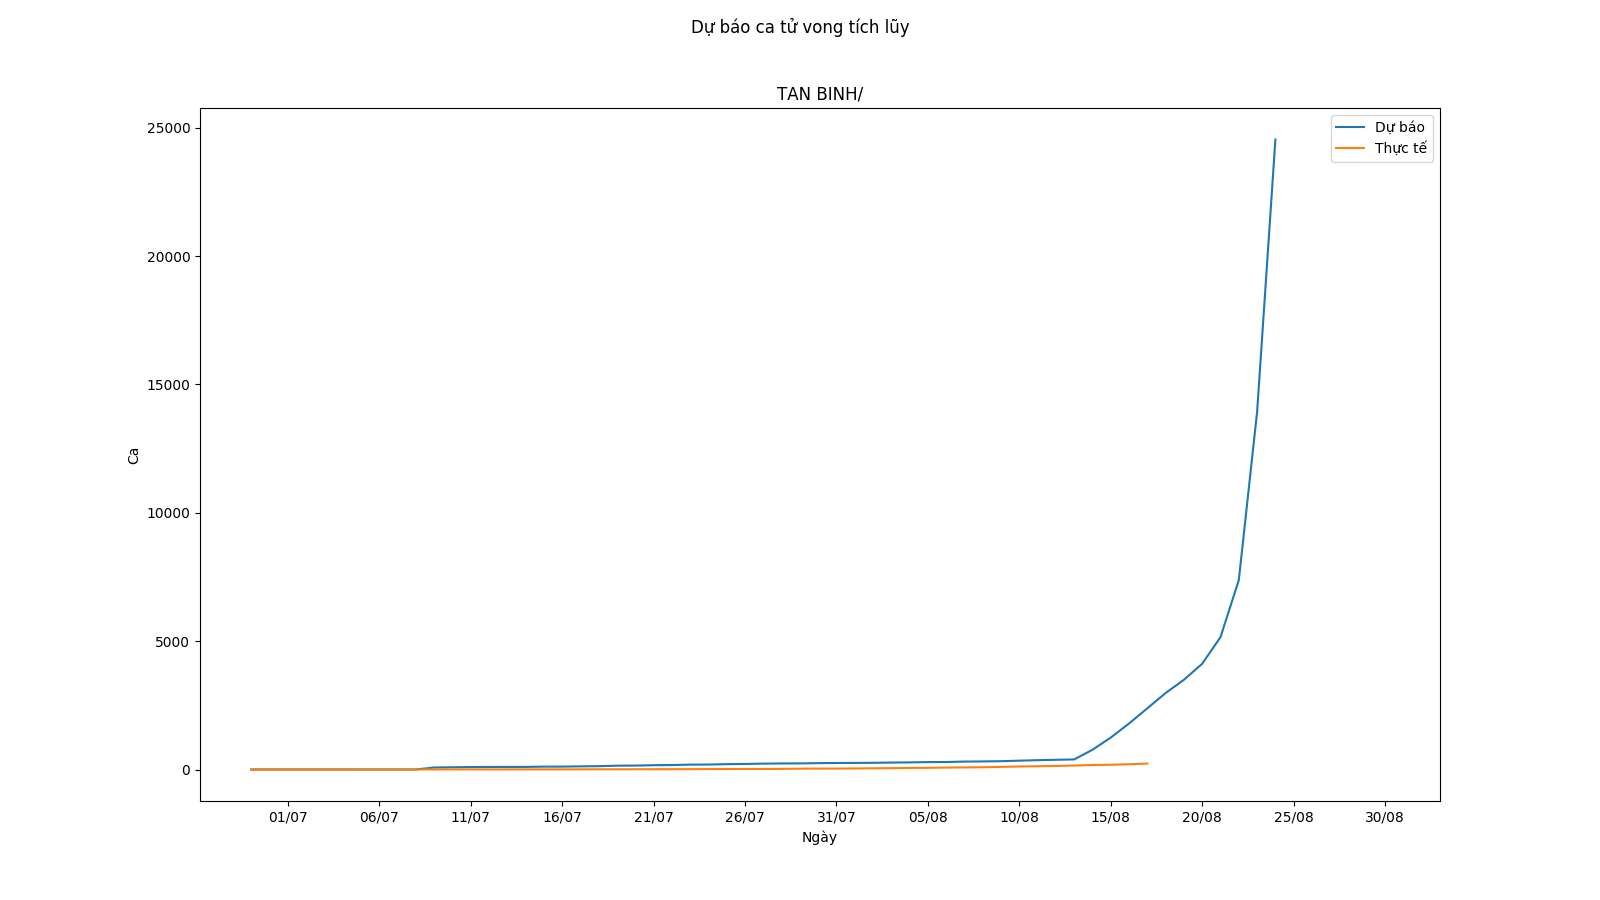 Dự báo ca tử vong tích lũy
TAN BINH/
Dự báo
Thực tế
25000
20000
15000
10000
5000
0
Ca
01/07 06/07 11/07 16/07 21/07 26/07 31/07 05/08 10/08 15/08 20/08 25/08 30/08
Ngày